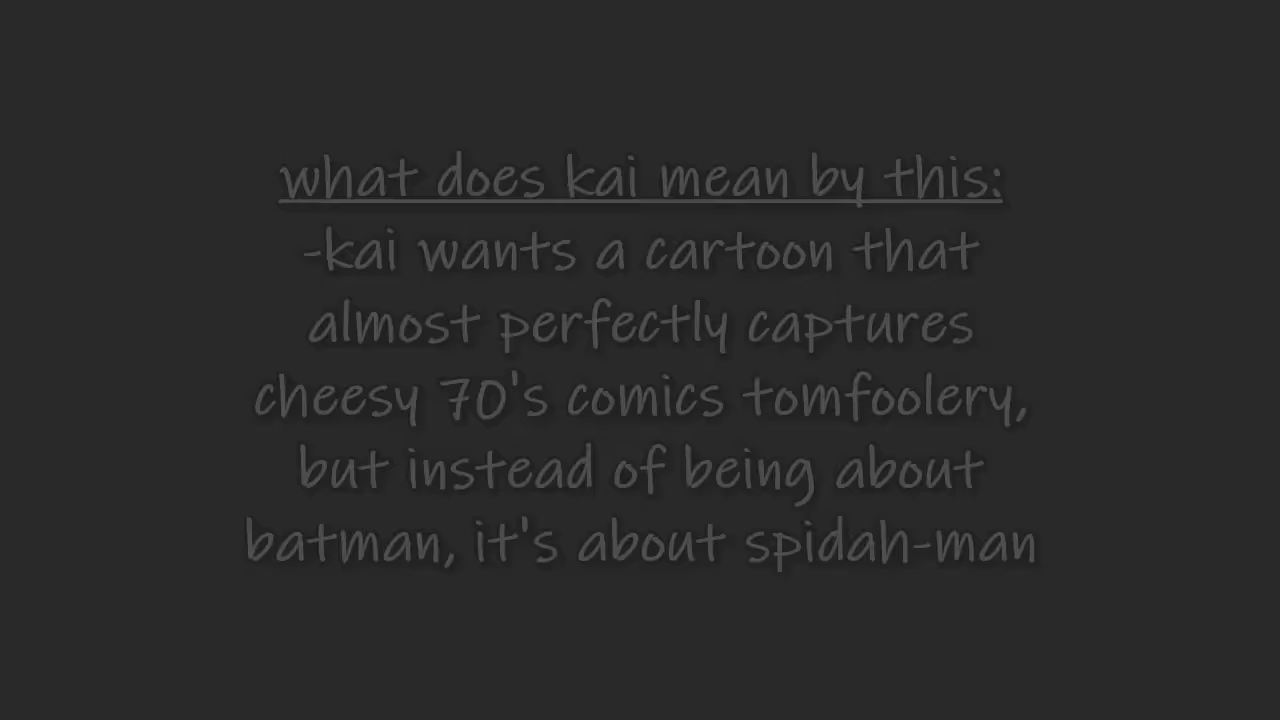 what does kai mean by this:
-kai wants a cartoon that
almost perfectly captures
cheesy 70's comics tomfoolery,
but instead of being about
batman, it's about spidah-man